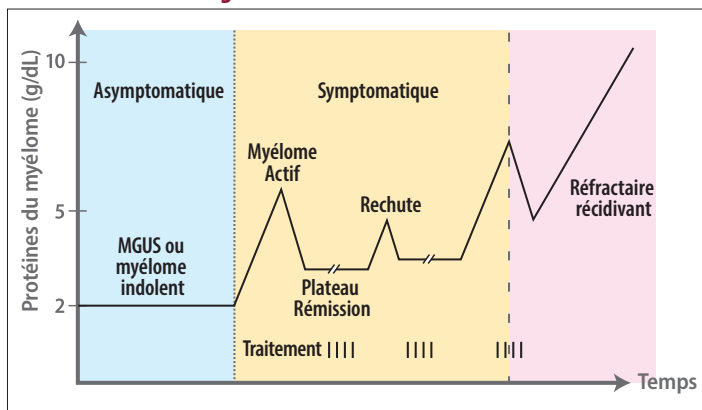 Protéines du myélome (g/dL)
10
5
2
Asymptomatique
Symptomatique
Myélome
Actif
Rechute
Réfractaire
récidivant
MGUS ou
myélome
indolent
Plateau
Rémission
Traitement
Temps